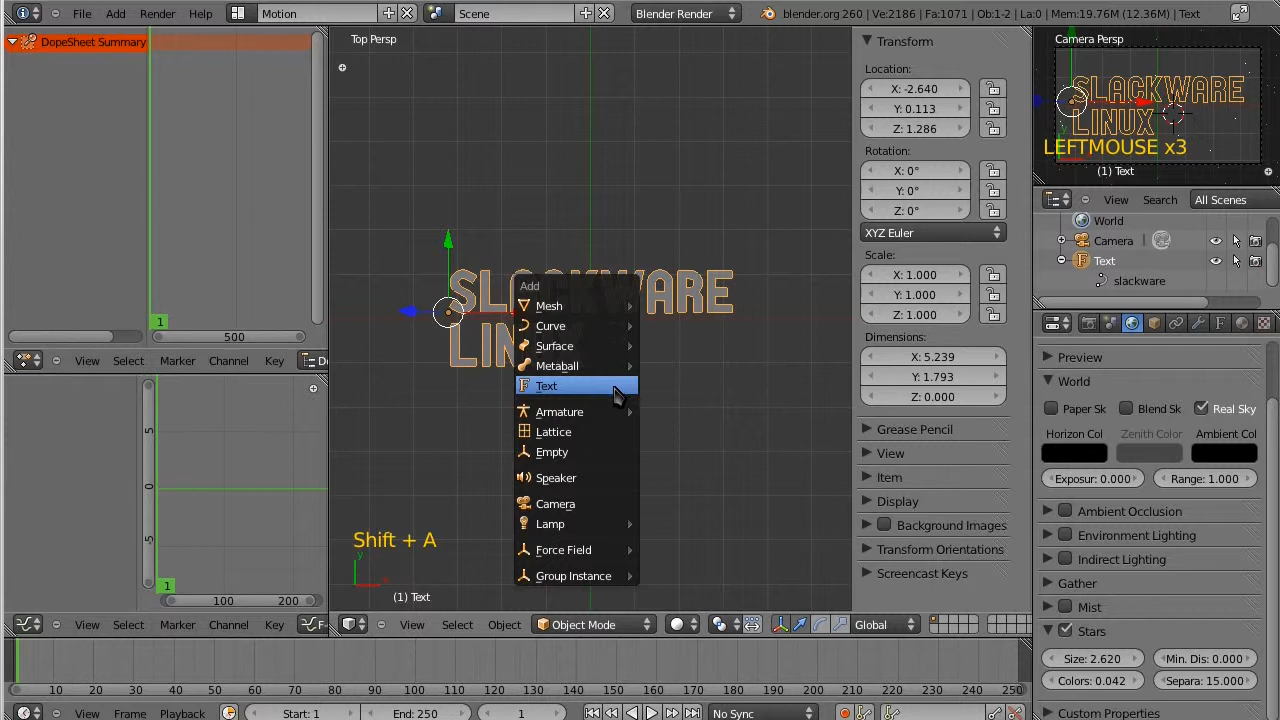 File Add Render Help Motion Scene Blender Render blender.org 260 | Ve:2186 | Fa:1071 | Ob:1-2 | La:0 | Mem:19.76M (12.36M) | Text
DopeSheet Summary
1
500
View Select Marker Channel Key
5
0
-5
1
100 200
View Select Marker Channel Key
Top Persp
SLACKWARE
LIN
Add
Mesh
Curve
Surface
Metaball
Text
Armature
Lattice
Empty
Speaker
Camera
Lamp
Force Field
Group Instance
Shift + A
y
(1) Text
View Select Object Object Mode Global
Transform
Location:
X: -2.640
Y: 0.113
Z: 1.286
Rotation:
X: 0°
Y: 0°
Z: 0°
XYZ Euler
Scale:
X: 1.000
Y: 1.000
Z: 1.000
Dimensions:
X: 5.239
Y: 1.793
Z: 0.000
Grease Pencil
View
Item
Display
Background Images
Transform Orientations
Screencast Keys
Camera Persp
SLACKWARE
LINUX
LEFTMOUSE x3
(1) Text
View Search All Scenes
World
Camera
Text
slackware
Preview
World
Paper Sk Blend Sk Real Sky
Horizon Col Zenith Color Ambient Col
Exposur: 0.000 Range: 1.000
Ambient Occlusion
Environment Lighting
Indirect Lighting
Gather
Mist
Stars
Size: 2.620 Min. Dis: 0.000
Colors: 0.042 Separa: 15.000
Custom Properties
10 20 30 40 50 60 70 80 90 100 110 120 130 140 150 160 170 180 190 200 210 220 230 240 250
View Frame Playback Start: 1 End: 250 1 No Sync